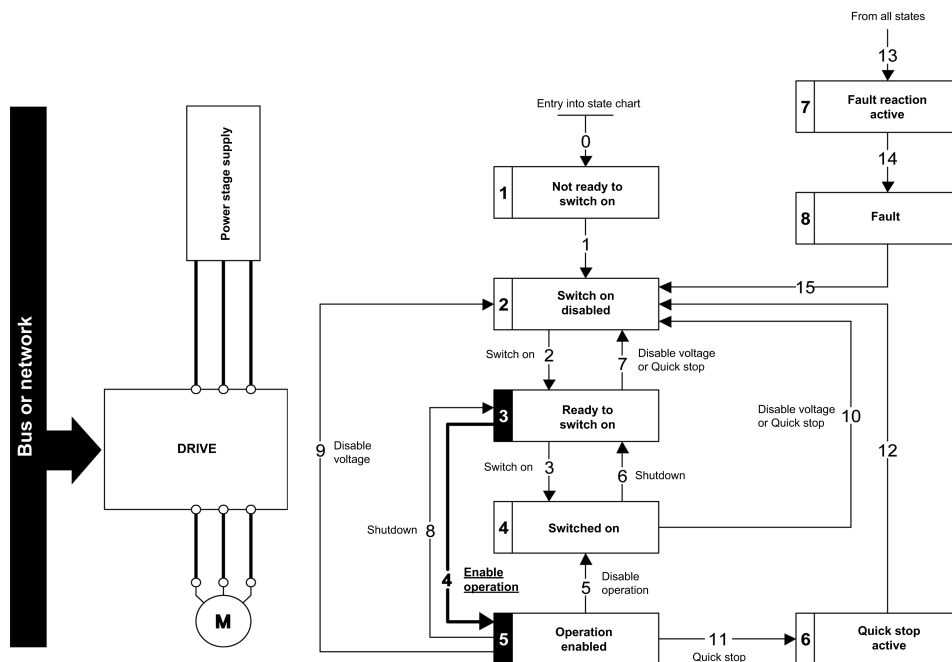 From all states
13
7
Fault reaction
active
14
8
Fault
15
Entry into state chart
0
1
Not ready to
switch on
1
2
Switch on
disabled
Switch on
2
7
Disable voltage
or Quick stop
3
Ready to
switch on
Switch on
3
6
Shutdown
4
Switched on
Disable voltage
or Quick stop
10
12
9
Disable
voltage
Shutdown
8
4
Enable
operation
5
Disable
operation
5
Operation
enabled
11
Quick stop
6
Quick stop
active
Bus or network
Power stage supply
DRIVE
M